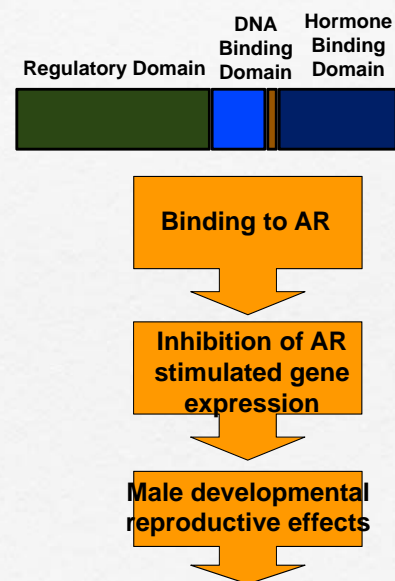 Regulatory Domain
DNA
Binding
Domain
Hormone
Binding
Domain
Binding to AR
Inhibition of AR
stimulated gene
expression
Male developmental
reproductive effects